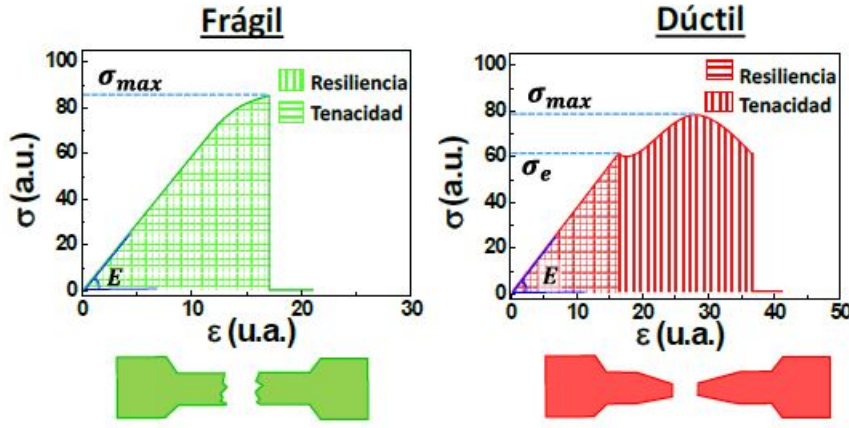 Frágil
100
80
60
40
20
0
σ (a.u.)
σmax
E
Resiliencia
Tenacidad
0 10 20 30
ε (u.a.)
Dúctil
100
80
60
40
20
0
σ (a.u.)
σmax
σe
E
Resiliencia
Tenacidad
0 10 20 30 40 50
ε (u.a.)